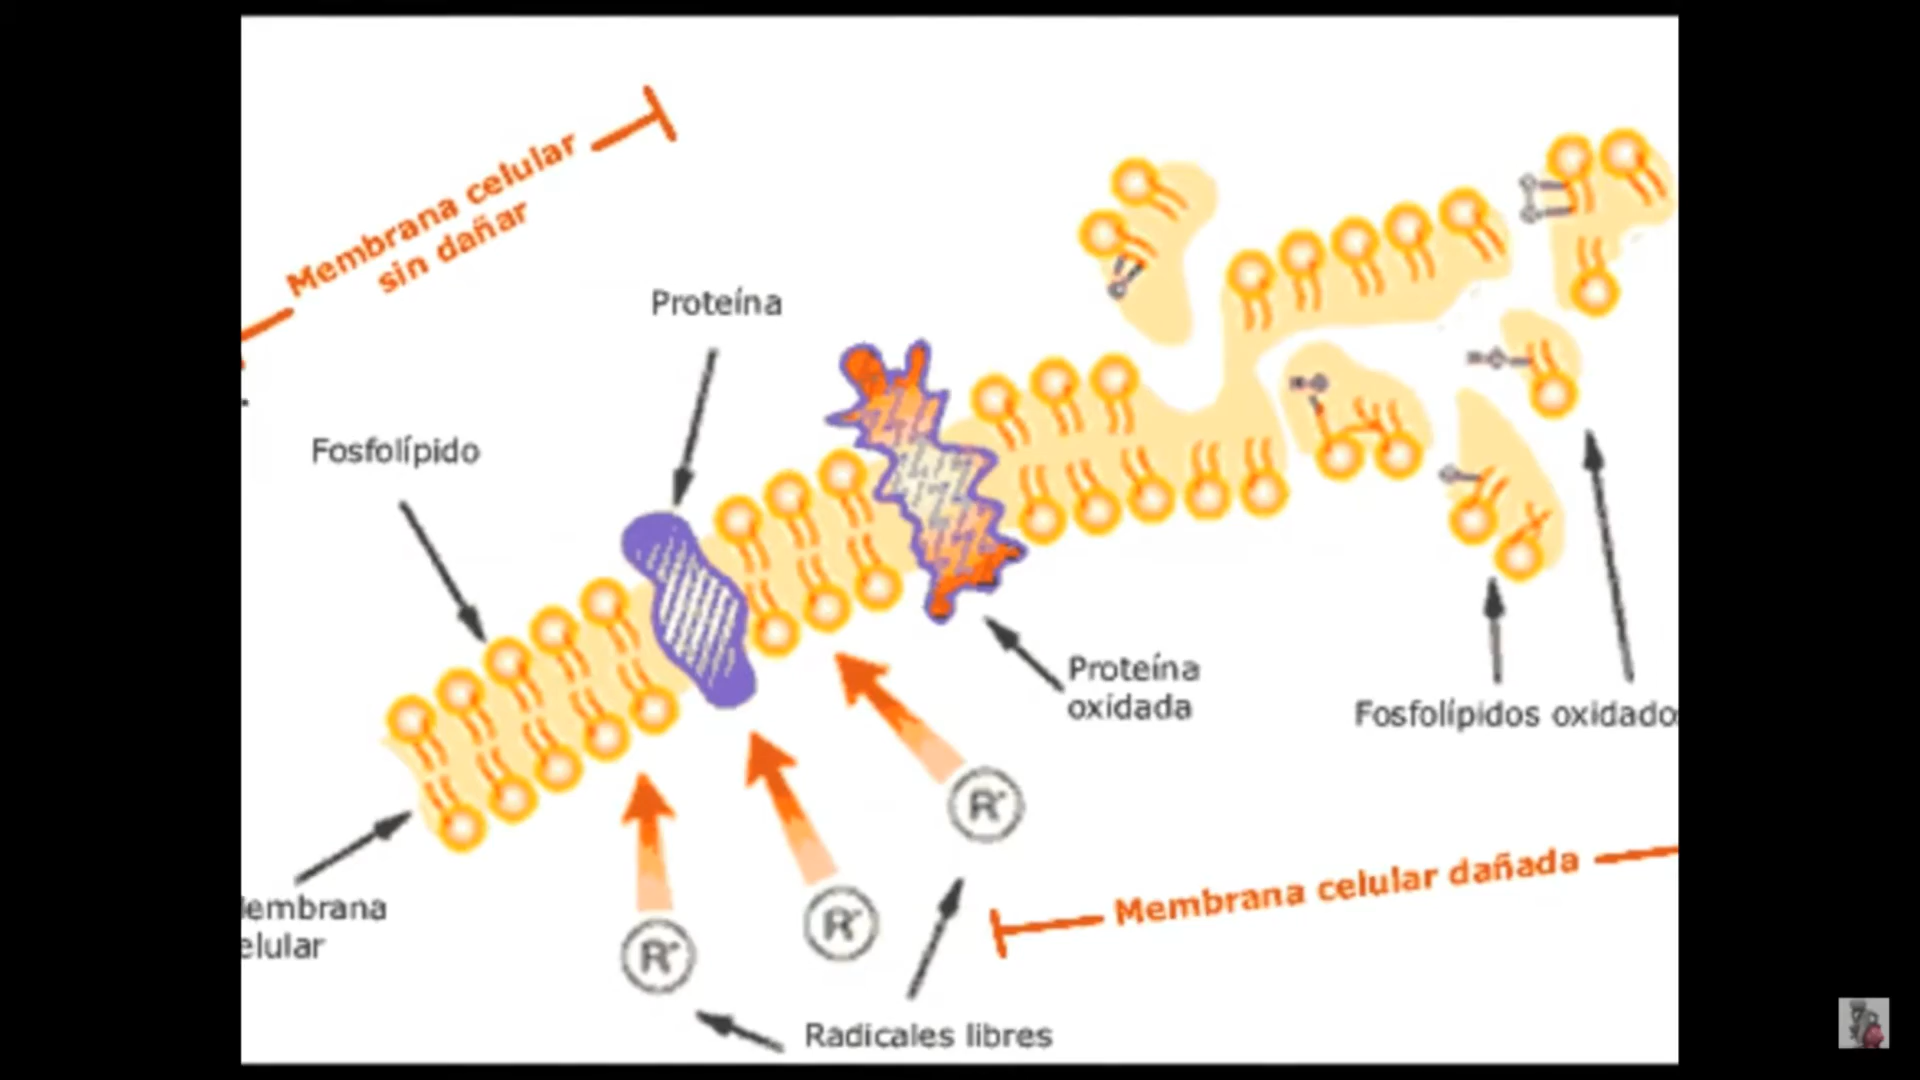 Membrana celular
sin dañar
Proteína
Fosfolípido
Proteína
oxidada
Fosfolípidos oxidado
embrana
elular
R•
R•
R•
Membrana celular dañada
Radicales libres